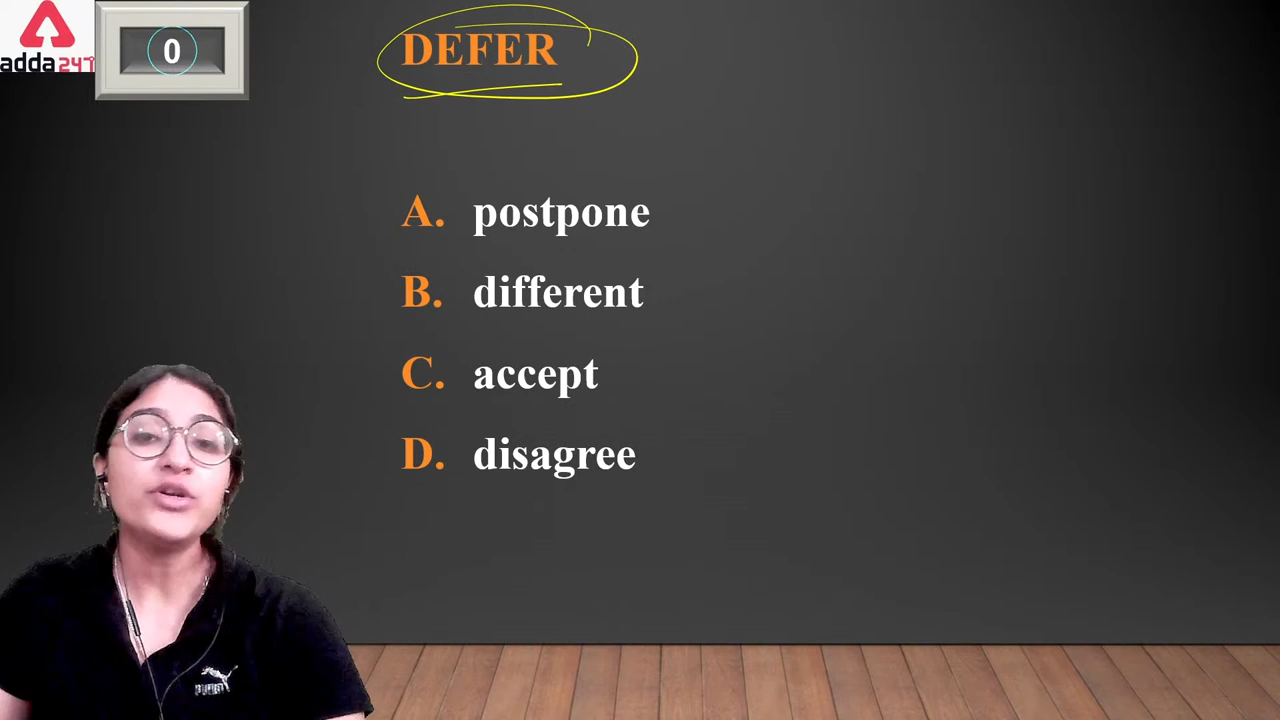 adda247
0
DEFER
A. postpone
B. different
C. accept
D. disagree
PUMA